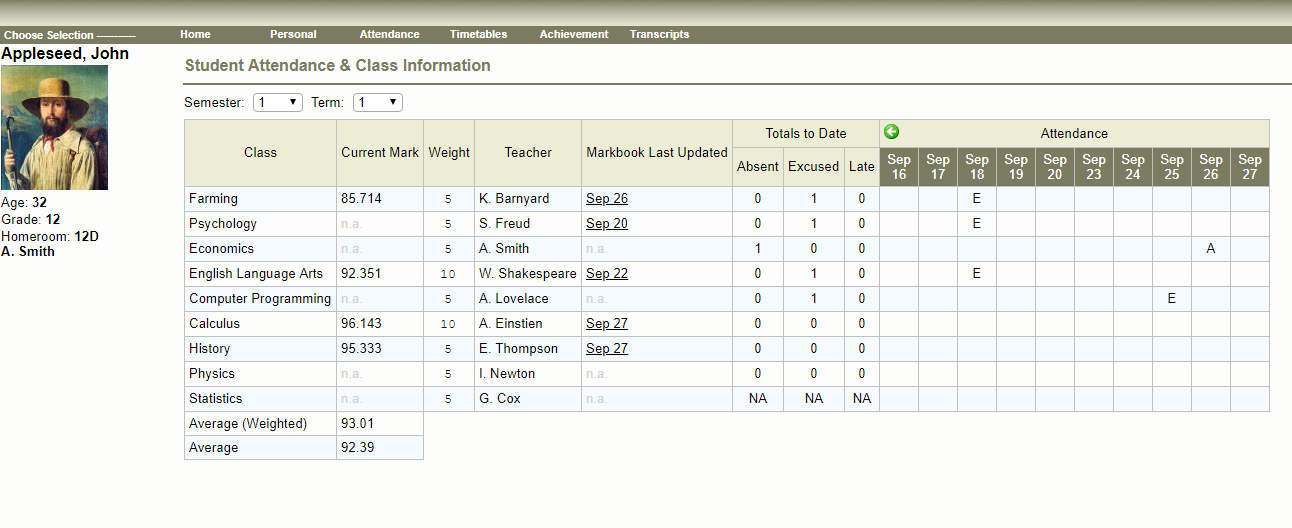 Choose Selection ----------- Home Personal Attendance Timetables Achievement Transcripts
Appleseed, John
Age: 32
Grade: 12
Homeroom: 12D
A. Smith
Student Attendance & Class Information
Semester: 1 Term: 1
Class Current Mark Weight Teacher Markbook Last Updated Totals to Date Attendance
Absent Excused Late Sep 16 Sep 17 Sep 18 Sep 19 Sep 20 Sep 23 Sep 24 Sep 25 Sep 26 Sep 27
Farming 85.714 5 K. Barnyard Sep 26 0 1 0 E
Psychology n.a. 5 S. Freud Sep 20 0 1 0 E
Economics n.a. 5 A. Smith n.a. 1 0 0 A
English Language Arts 92.351 10 W. Shakespeare Sep 22 0 1 0 E
Computer Programming n.a. 5 A. Lovelace n.a. 0 1 0 E
Calculus 96.143 10 A. Einstien Sep 27 0 0 0
History 95.333 5 E. Thompson Sep 27 0 0 0
Physics n.a. 5 I. Newton n.a. 0 0 0
Statistics n.a. 5 G. Cox n.a. NA NA NA
Average (Weighted) 93.01
Average 92.39